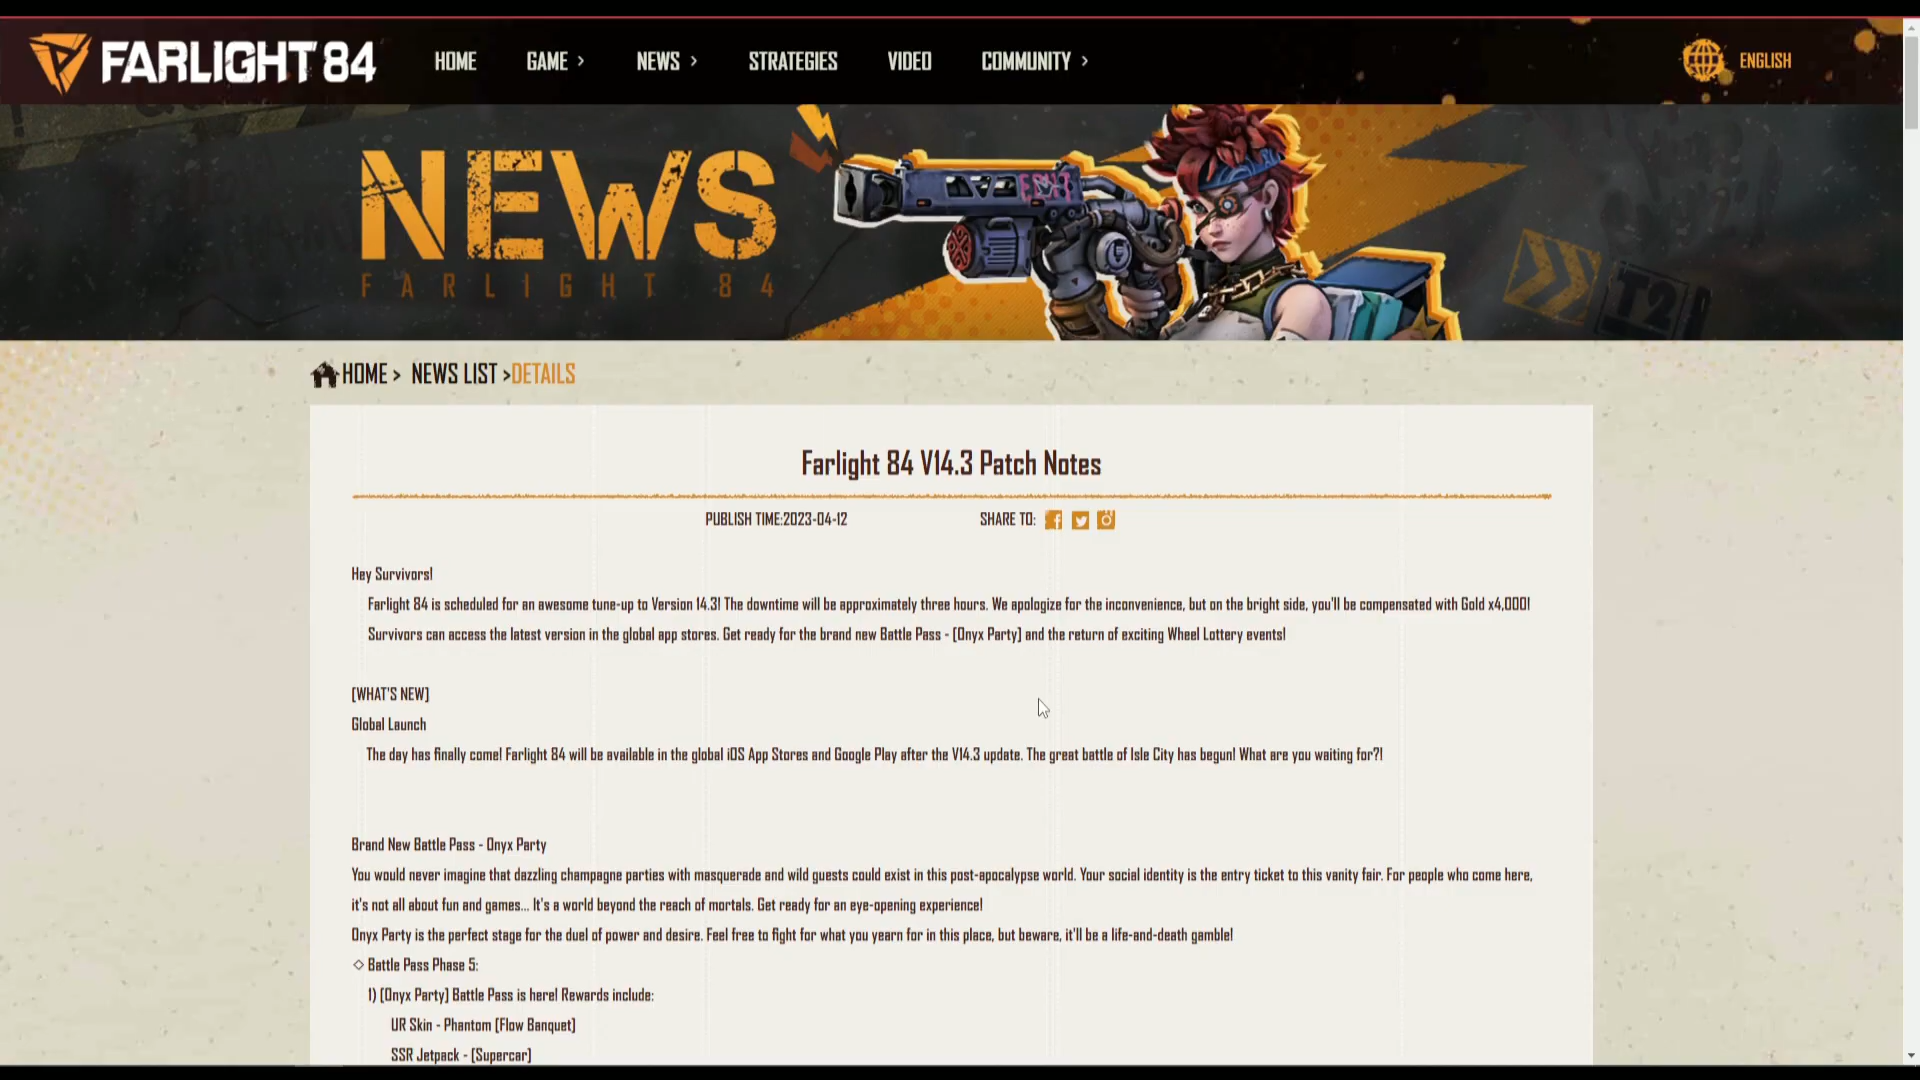 FARLIGHT 84
HOME
GAME >
NEWS >
STRATEGIES
VIDEO
COMMUNITY >
ENGLISH
NEWS
FARLIGHT 84
T2
HOME > NEWS LIST >DETAILS
Farlight 84 V14.3 Patch Notes
PUBLISH TIME:2023-04-12
SHARE TO:
Hey Survivors!
Farlight 84 is scheduled for an awesome tune-up to Version 14.3! The downtime will be approximately three hours. We apologize for the inconvenience, but on the bright side, you'll be compensated with Gold x4,000!
Survivors can access the latest version in the global app stores. Get ready for the brand new Battle Pass - [Onyx Party] and the return of exciting Wheel Lottery events!
[WHAT'S NEW]
Global Launch
The day has finally come! Farlight 84 will be available in the global iOS App Stores and Google Play after the V14.3 update. The great battle of Isle City has begun! What are you waiting for?!
Brand New Battle Pass - Onyx Party
You would never imagine that dazzling champagne parties with masquerade and wild guests could exist in this post-apocalypse world. Your social identity is the entry ticket to this vanity fair. For people who come here,
it's not all about fun and games... It's a world beyond the reach of mortals. Get ready for an eye-opening experience!
Onyx Party is the perfect stage for the duel of power and desire. Feel free to fight for what you yearn for in this place, but beware, it'll be a life-and-death gamble!
◇ Battle Pass Phase 5:
1) [Onyx Party] Battle Pass is here! Rewards include:
UR Skin - Phantom [Flow Banquet]
SSR Jetpack - [Supercar]